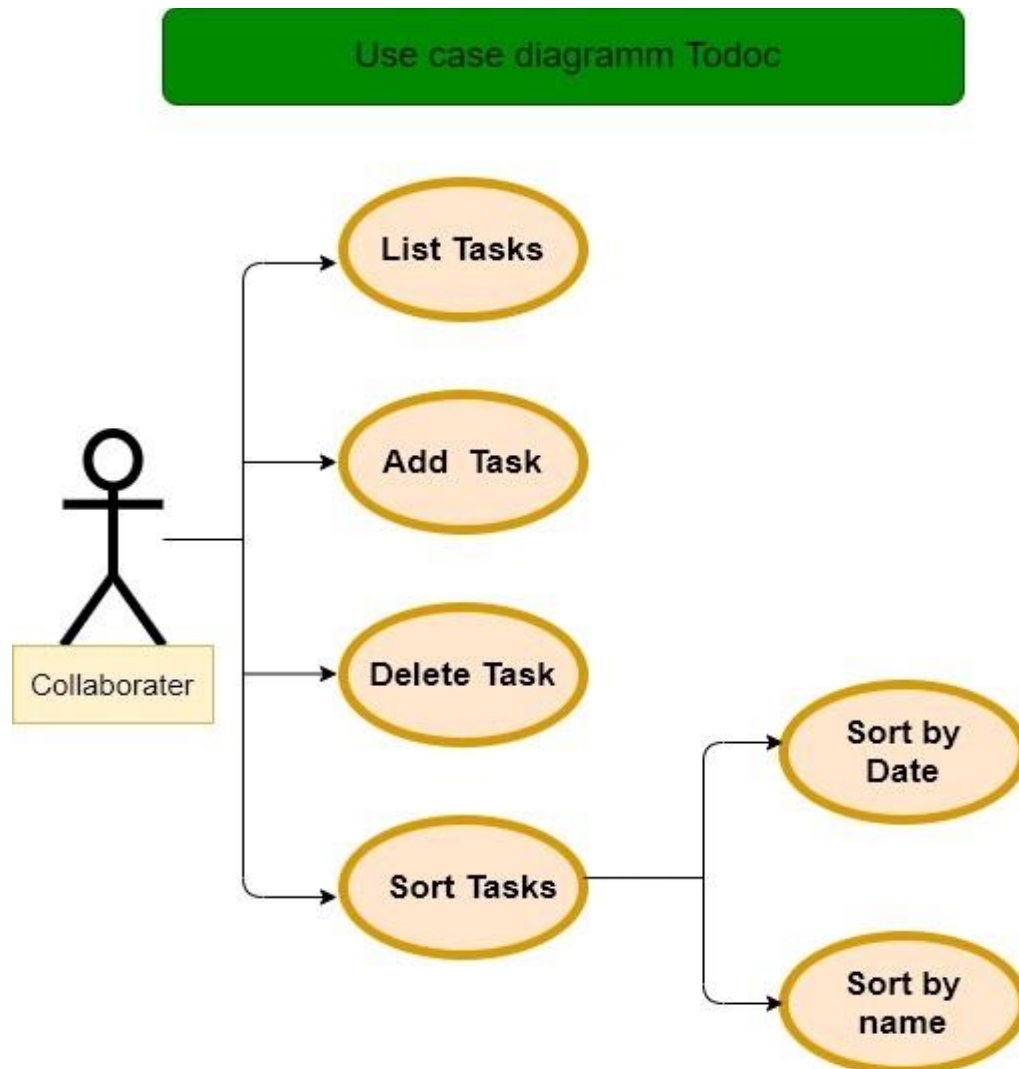 Use case diagramm Todoc
List Tasks
Add Task
Collaborater
Delete Task
Sort Tasks
Sort by
Date
Sort by
name